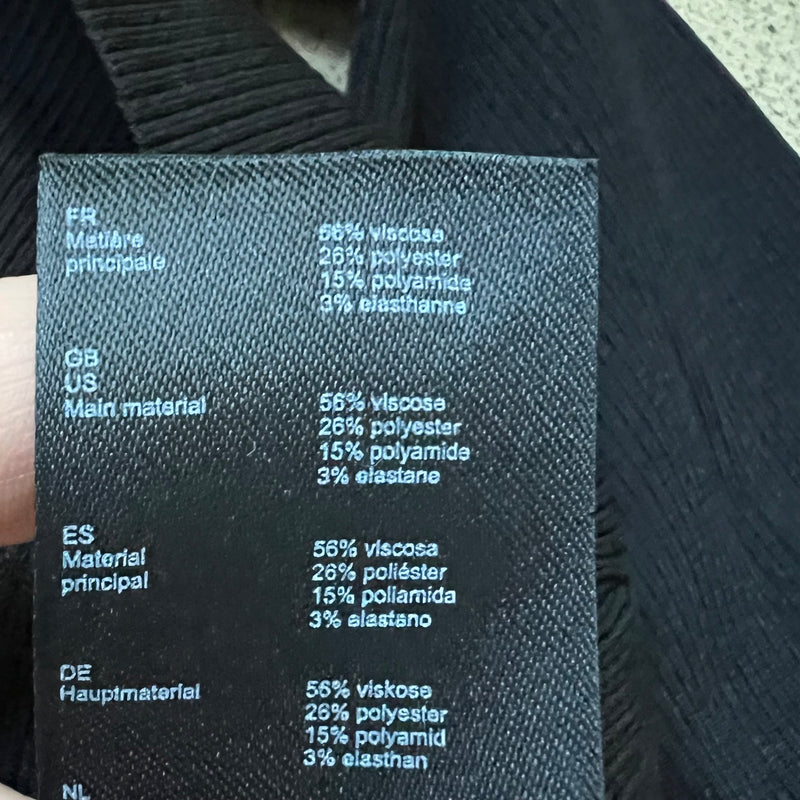 FR
Matière
principale
56% viscose
26% polyester
15% polyamide
3% elasthanne
GB
US
Main material
56% viscose
26% polyester
15% polyamide
3% elastane
ES
Material
principal
56% viscosa
26% poliéster
15% poliamida
3% elastano
DE
Hauptmaterial
56% viskose
26% polyester
15% polyamid
3% elasthan
NL